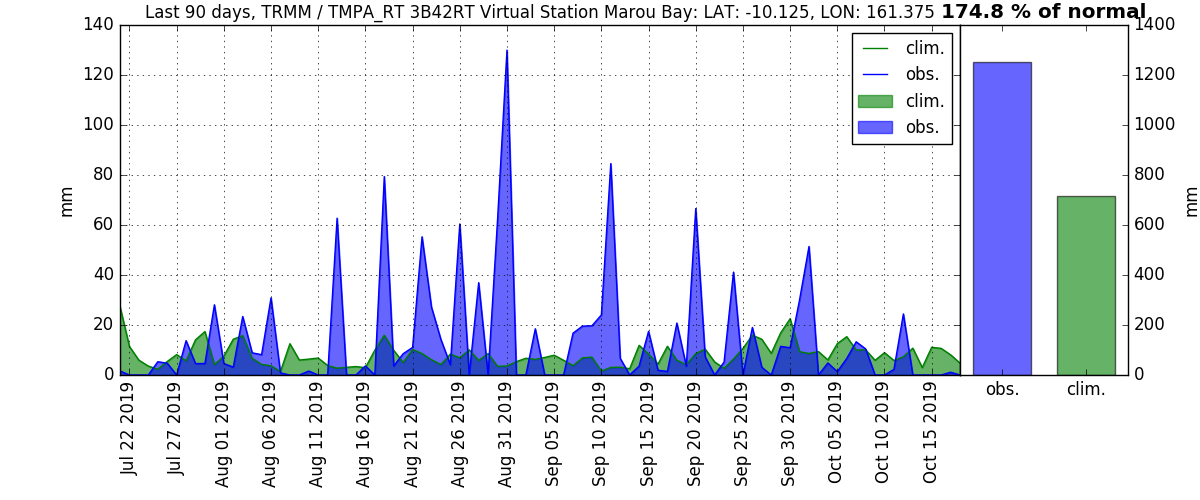 Last 90 days, TRMM / TMPA_RT 3B42RT Virtual Station Marou Bay: LAT: -10.125, LON: 161.375 174.8 % of normal
140
120
100
80
60
40
20
0
mm
clim.
obs.
clim.
obs.
1400
1200
1000
800
600
400
200
0
mm
Jul 22 2019
Jul 27 2019
Aug 01 2019
Aug 06 2019
Aug 11 2019
Aug 16 2019
Aug 21 2019
Aug 26 2019
Aug 31 2019
Sep 05 2019
Sep 10 2019
Sep 15 2019
Sep 20 2019
Sep 25 2019
Sep 30 2019
Oct 05 2019
Oct 10 2019
Oct 15 2019
obs.
clim.